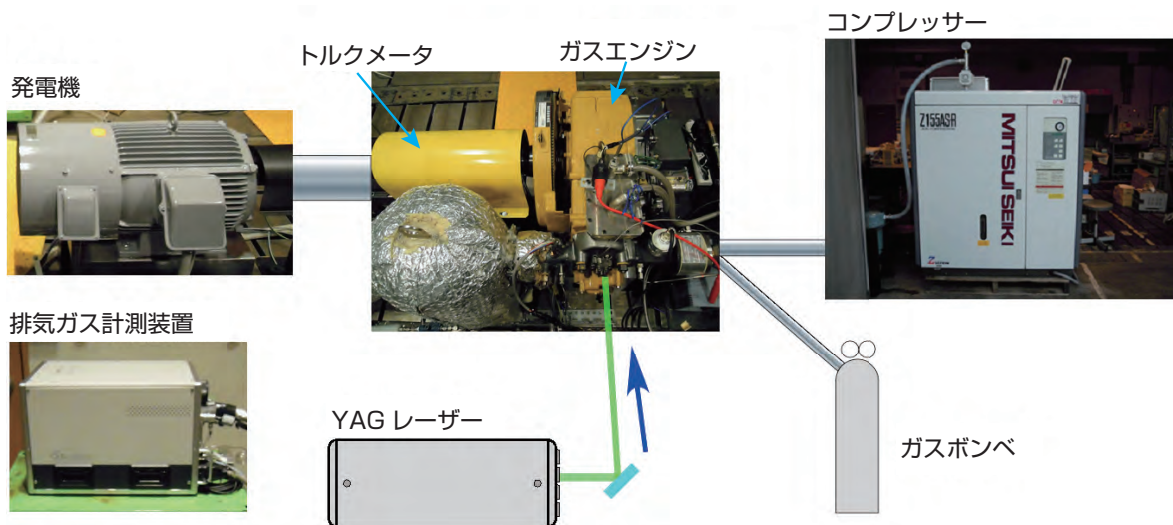 コンプレッサー
トルクメータ
ガスエンジン
発電機
Z155ASR
MITSUI SEIKI
排気ガス計測装置
YAG レーザー
ガスボンベ